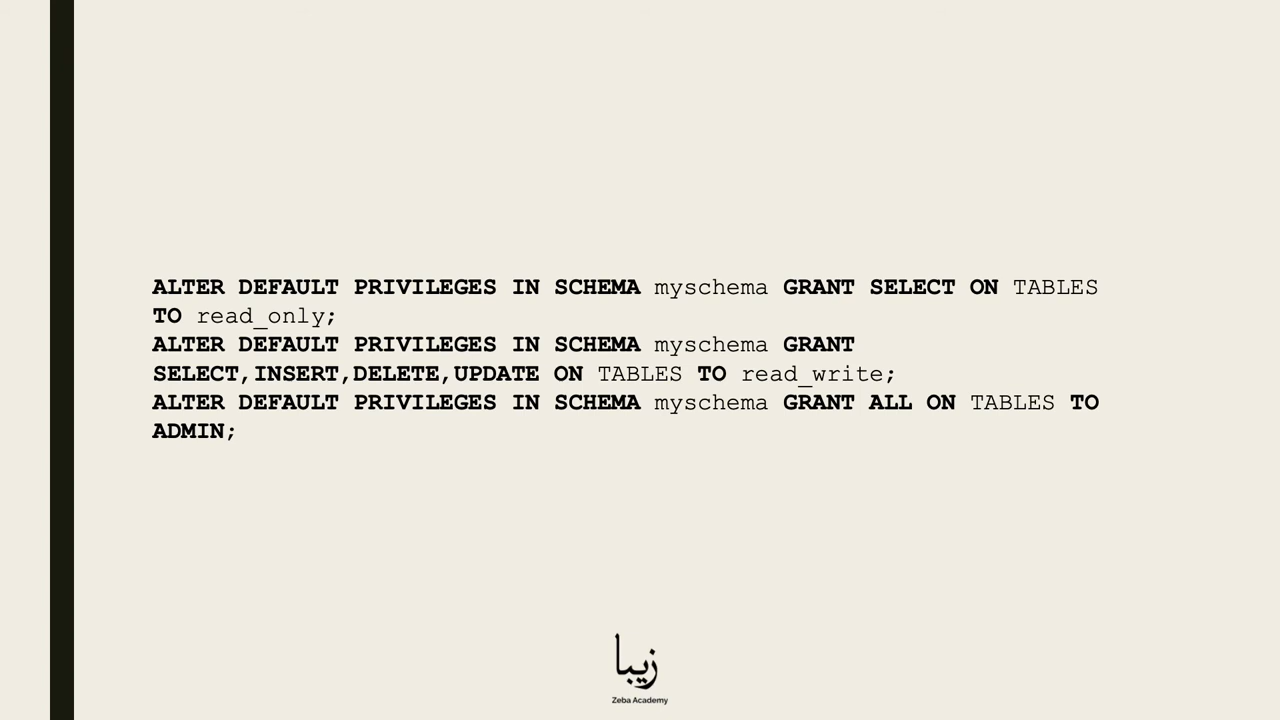 ALTER DEFAULT PRIVILEGES IN SCHEMA myschema GRANT SELECT ON TABLES
TO read_only;
ALTER DEFAULT PRIVILEGES IN SCHEMA myschema GRANT
SELECT,INSERT,DELETE,UPDATE ON TABLES TO read_write;
ALTER DEFAULT PRIVILEGES IN SCHEMA myschema GRANT ALL ON TABLES TO
ADMIN;
زیبا
Zeba Academy